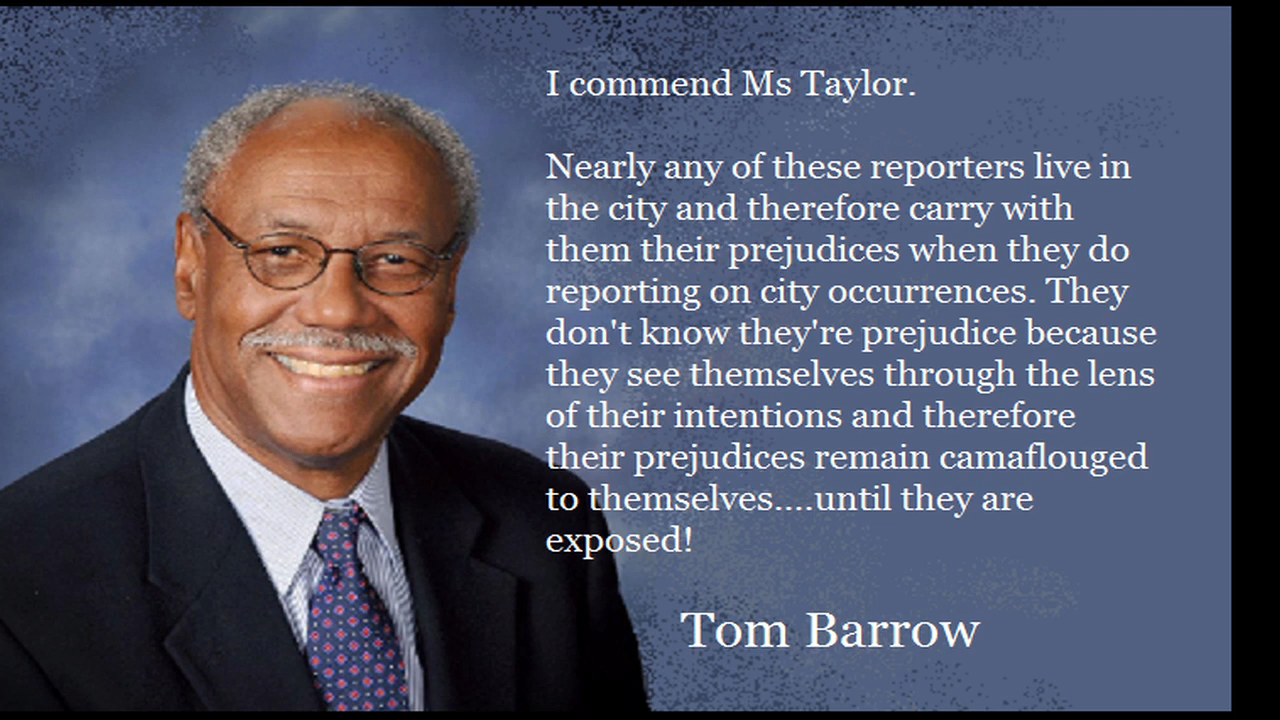 I commend Ms Taylor.
Nearly any of these reporters live in
the city and therefore carry with
them their prejudices when they do
reporting on city occurrences. They
don't know they're prejudice because
they see themselves through the lens
of their intentions and therefore
their prejudices remain camaflouged
to themselves....until they are
exposed!
Tom Barrow